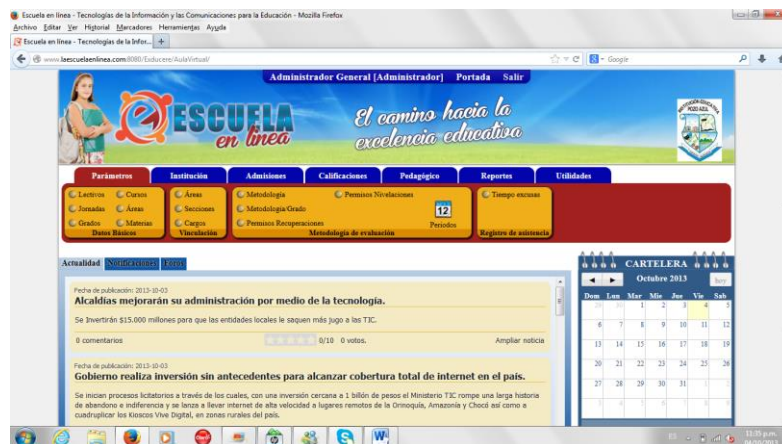 Escuela en línea - Tecnologías de la Información y las Comunicaciones para la Educación - Mozilla Firefox
Archivo Editar Ver Historial Marcadores Herramientas Ayuda
Escuela en línea - Tecnologías de la Infor... +
www.laescuelaenlinea.com:8080/Exducere/AulaVirtual/ Google
Administrador General [Administrador] Portada Salir
ESCUELA
en línea
El camino hacia la
excelencia educativa
POZO AZUL
Parámetros Institución Admisiones Calificaciones Pedagógico Reportes Utilidades
Lectivos Cursos Áreas Metodología Permisos Nivelaciones Tiempo excusas
Jornadas Áreas Secciones Metodología/Grado 12
Grados Materias Cargos Permisos Recuperaciones Periodos
Datos Básicos Vinculación Metodología de evaluación Registro de asistencia
Actualidad Notificaciones Foros
CARTELERA
Octubre 2013 hoy
Dom Lun Mar Mie Jue Vie Sab
29 30 1 2 3 4 5
6 7 8 9 10 11 12
13 14 15 16 17 18 19
20 21 22 23 24 25 26
27 28 29 30 31
Fecha de publicación: 2013-10-03
Alcaldías mejorarán su administración por medio de la tecnología.
Se Invertirán $15.000 millones para que las entidades locales le saquen más jugo a las TIC.
0 comentarios 0/10 0 votos. Ampliar noticia
Fecha de publicación: 2013-10-03
Gobierno realiza inversión sin antecedentes para alcanzar cobertura total de internet en el país.
Se inician procesos licitatorios a través de los cuales, con una inversión cercana a 1 billón de pesos el Ministerio TIC rompe una larga historia
de abandono e indiferencia y se lanza a llevar internet de alta velocidad a lugares remotos de la Orinoquía, Amazonía y Chocó así como a
cuadruplicar los Kioscos Vive Digital, en zonas rurales del país.
ES 11:35 p.m.
04/10/2013